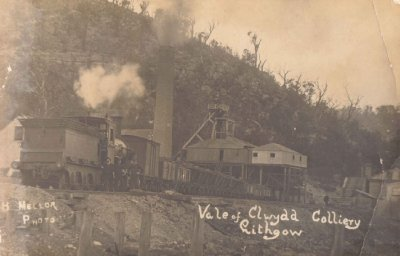 H MELLOR
PHOTO
Vale of Clwydd Colliery
Lithgow